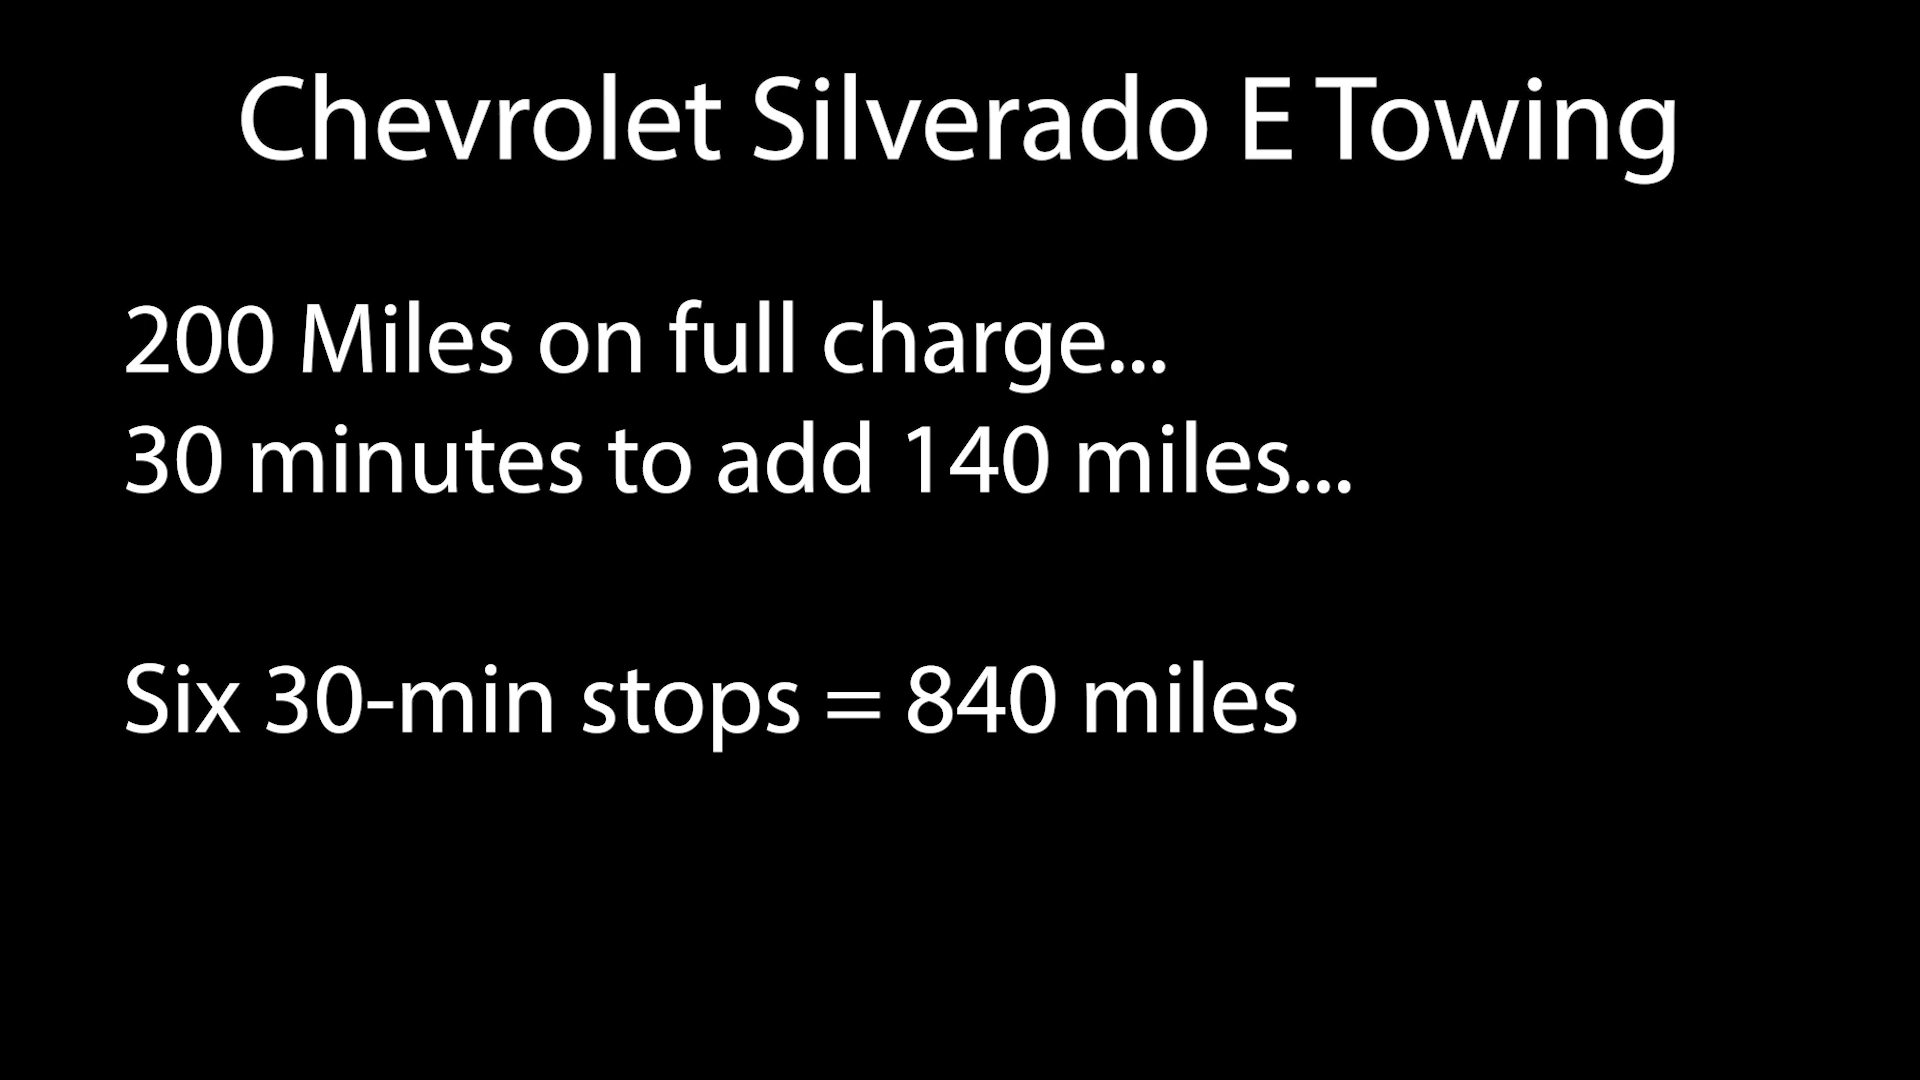 Chevrolet Silverado E Towing
200 Miles on full charge...
30 minutes to add 140 miles...
Six 30-min stops = 840 miles